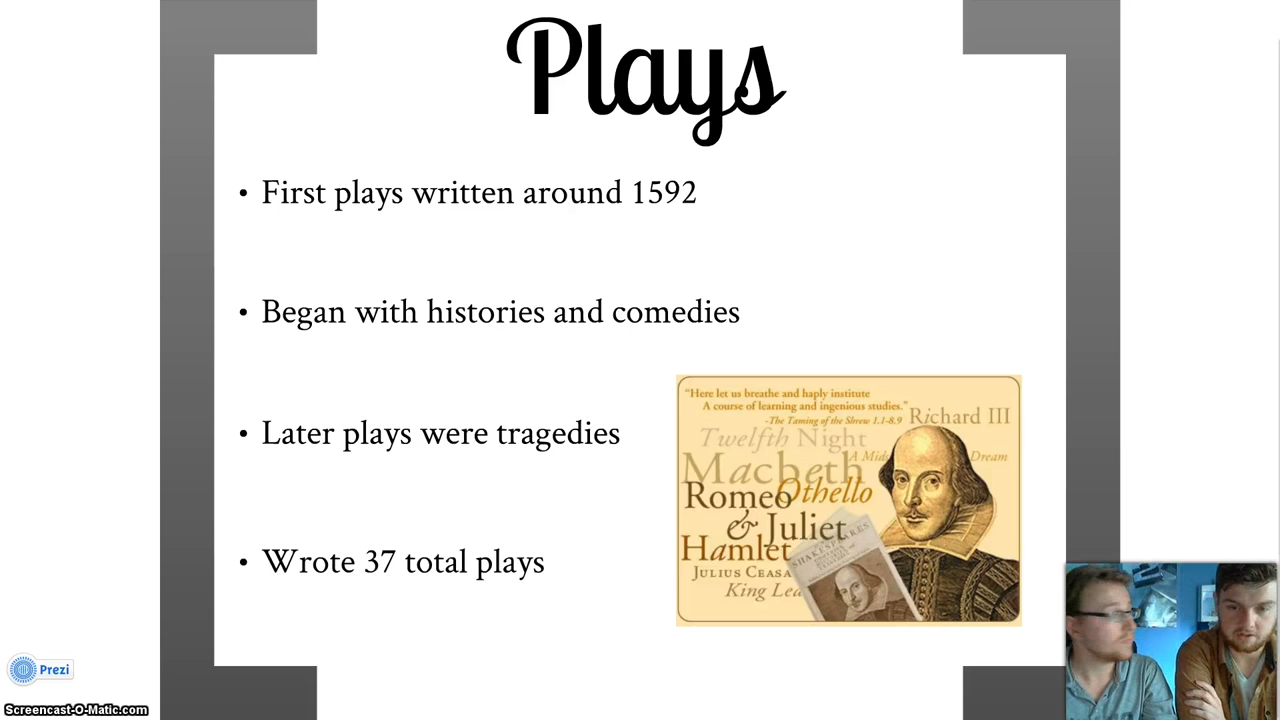 Plays
• First plays written around 1592
• Began with histories and comedies
• Later plays were tragedies
• Wrote 37 total plays
"Here let us breathe and haply institute
A course of learning and ingenious studies."
-The Taming of the Shrew 1.1-8.9
Richard III
Twelfth Night
A Mids Dream
Macbeth
Othello
Romeo
& Juliet
Hamlet
SHAKESPEARES
JULIUS CEASA
King Lea
Prezi
Screencast-O-Matic.com